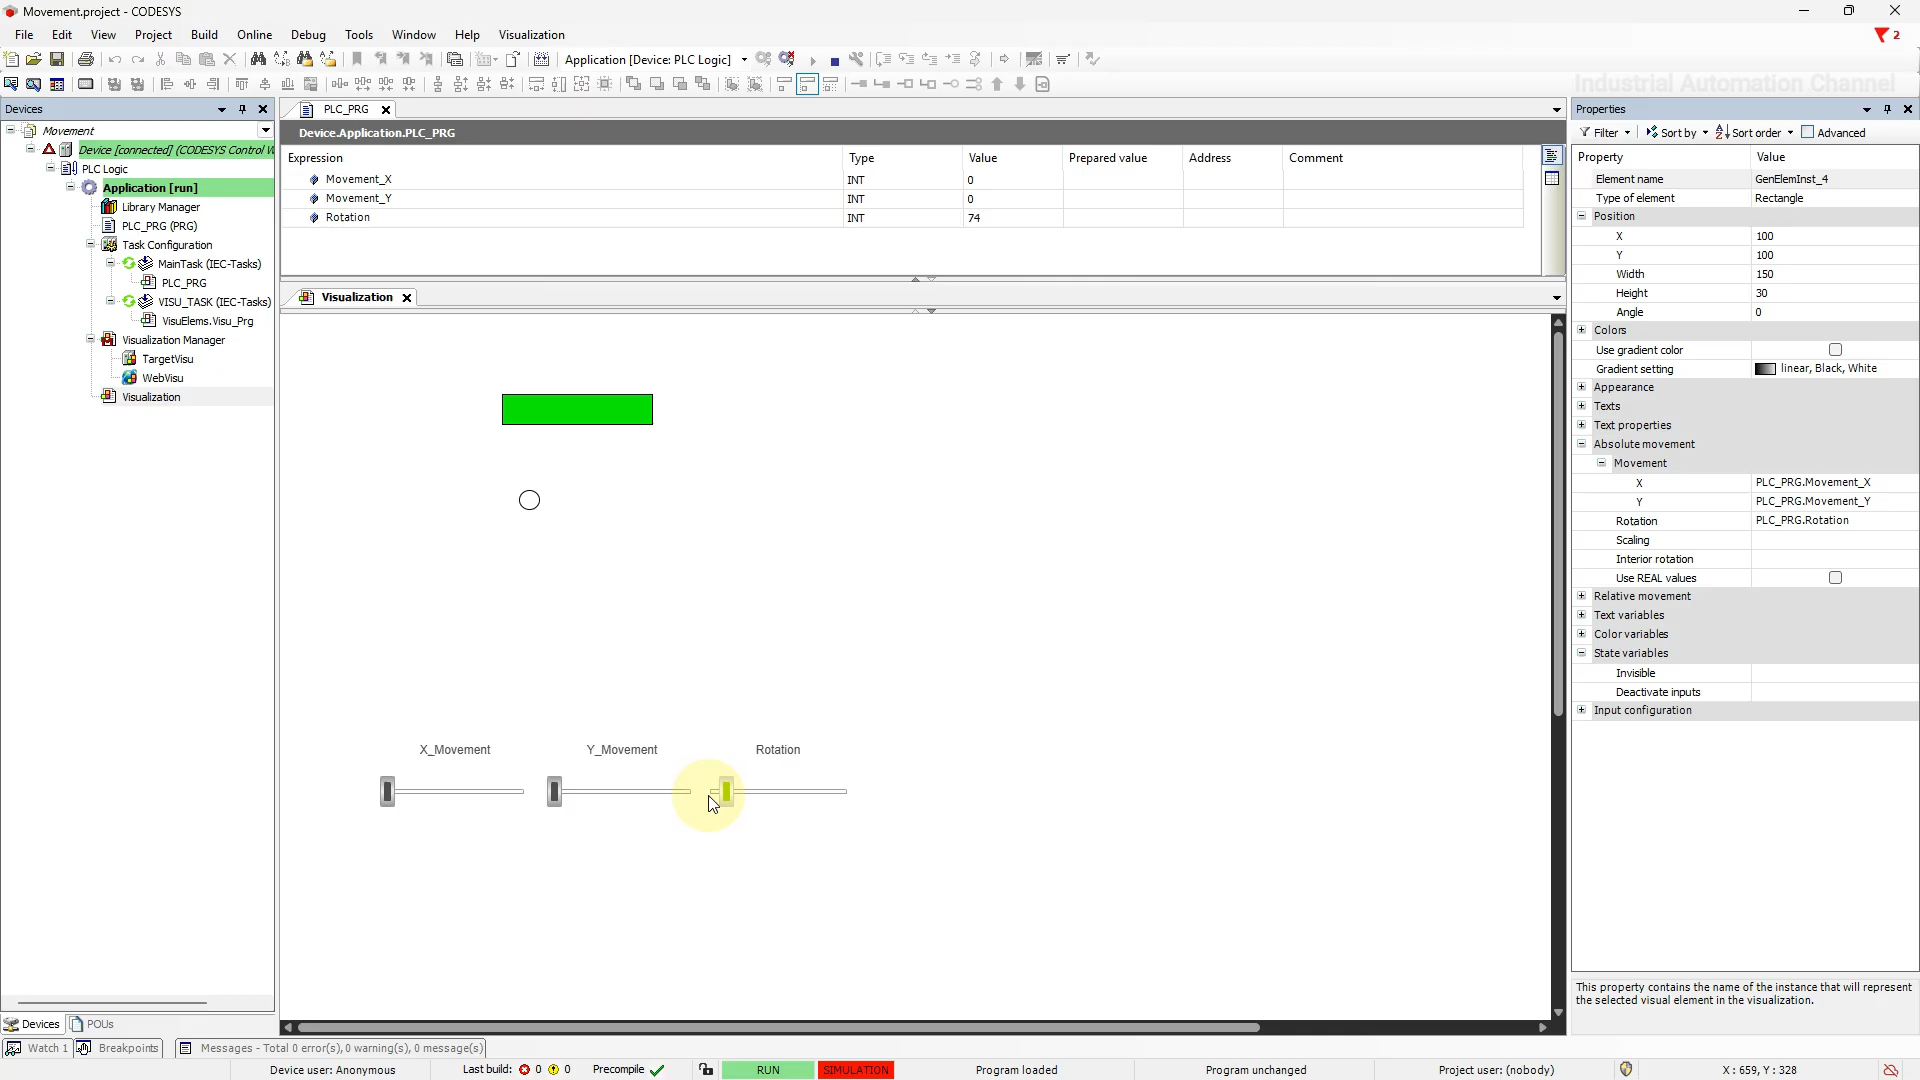 Movement.project - CODESYS
File Edit View Project Build Online Debug Tools Window Help Visualization
2
Application [Device: PLC Logic]
Industrial Automation Channel
Devices
Movement
Device [connected] (CODESYS Control W
PLC Logic
Application [run]
Library Manager
PLC_PRG (PRG)
Task Configuration
MainTask (IEC-Tasks)
PLC_PRG
VISU_TASK (IEC-Tasks)
VisuElems.Visu_Prg
Visualization Manager
TargetVisu
WebVisu
Visualization
Devices POUs
PLC_PRG
Device.Application.PLC_PRG
Expression Type Value Prepared value Address Comment
Movement_X INT 0
Movement_Y INT 0
Rotation INT 74
Visualization
X_Movement Y_Movement Rotation
Properties
Filter Sort by Sort order Advanced
Property Value
Element name GenElemInst_4
Type of element Rectangle
Position
X 100
Y 100
Width 150
Height 30
Angle 0
Colors
Use gradient color
Gradient setting linear, Black, White
Appearance
Texts
Text properties
Absolute movement
Movement
X PLC_PRG.Movement_X
Y PLC_PRG.Movement_Y
Rotation PLC_PRG.Rotation
Scaling
Interior rotation
Use REAL values
Relative movement
Text variables
Color variables
State variables
Invisible
Deactivate inputs
Input configuration
This property contains the name of the instance that will represent
the selected visual element in the visualization.
Watch 1 Breakpoints Messages - Total 0 error(s), 0 warning(s), 0 message(s)
Device user: Anonymous Last build: 0 0 Precompile RUN SIMULATION Program loaded Program unchanged Project user: (nobody) X : 659, Y : 328